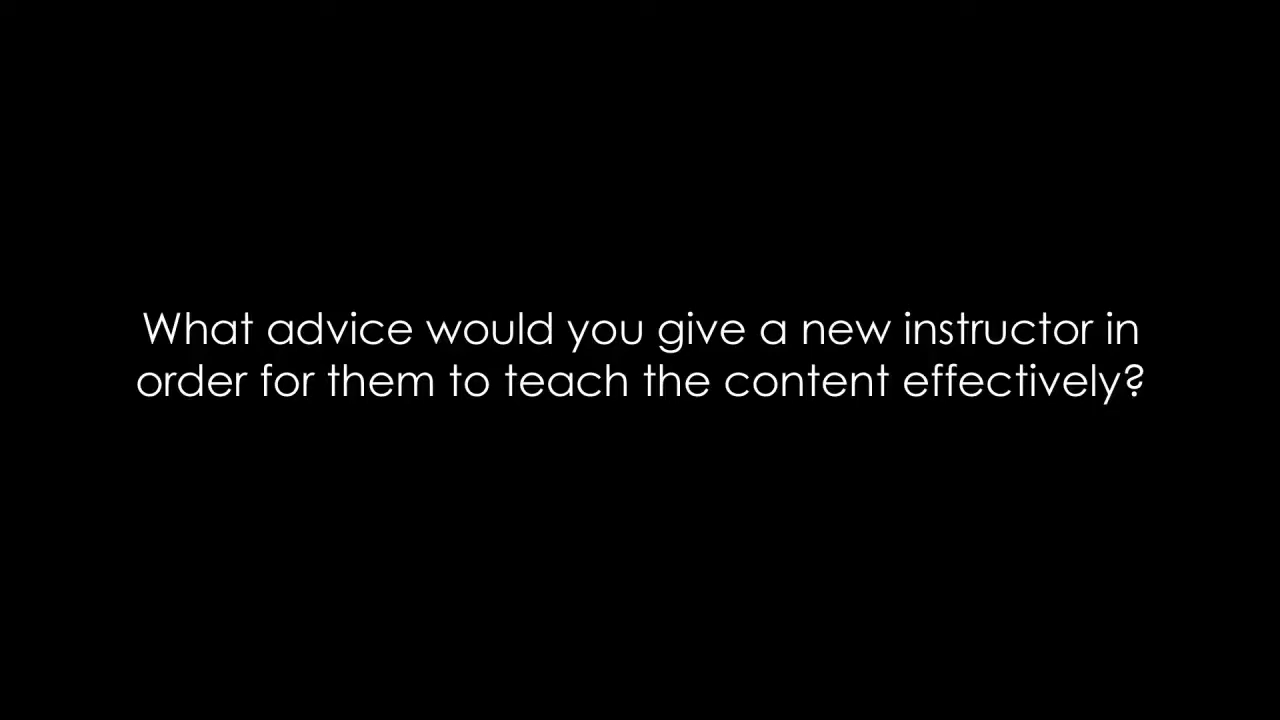 What advice would you give a new instructor in
order for them to teach the content effectively?